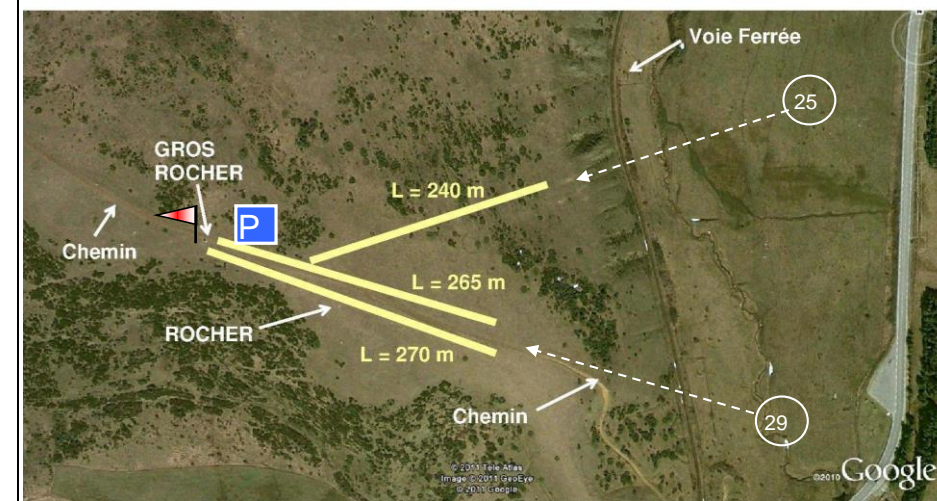 Voie Ferrée
25
GROS
ROCHER
L = 240 m
P
Chemin
L = 265 m
ROCHER
L = 270 m
Chemin
29
© 2011 Tele Atlas
Image © 2011 GeoEye
© 2011 Google
©2010 Google